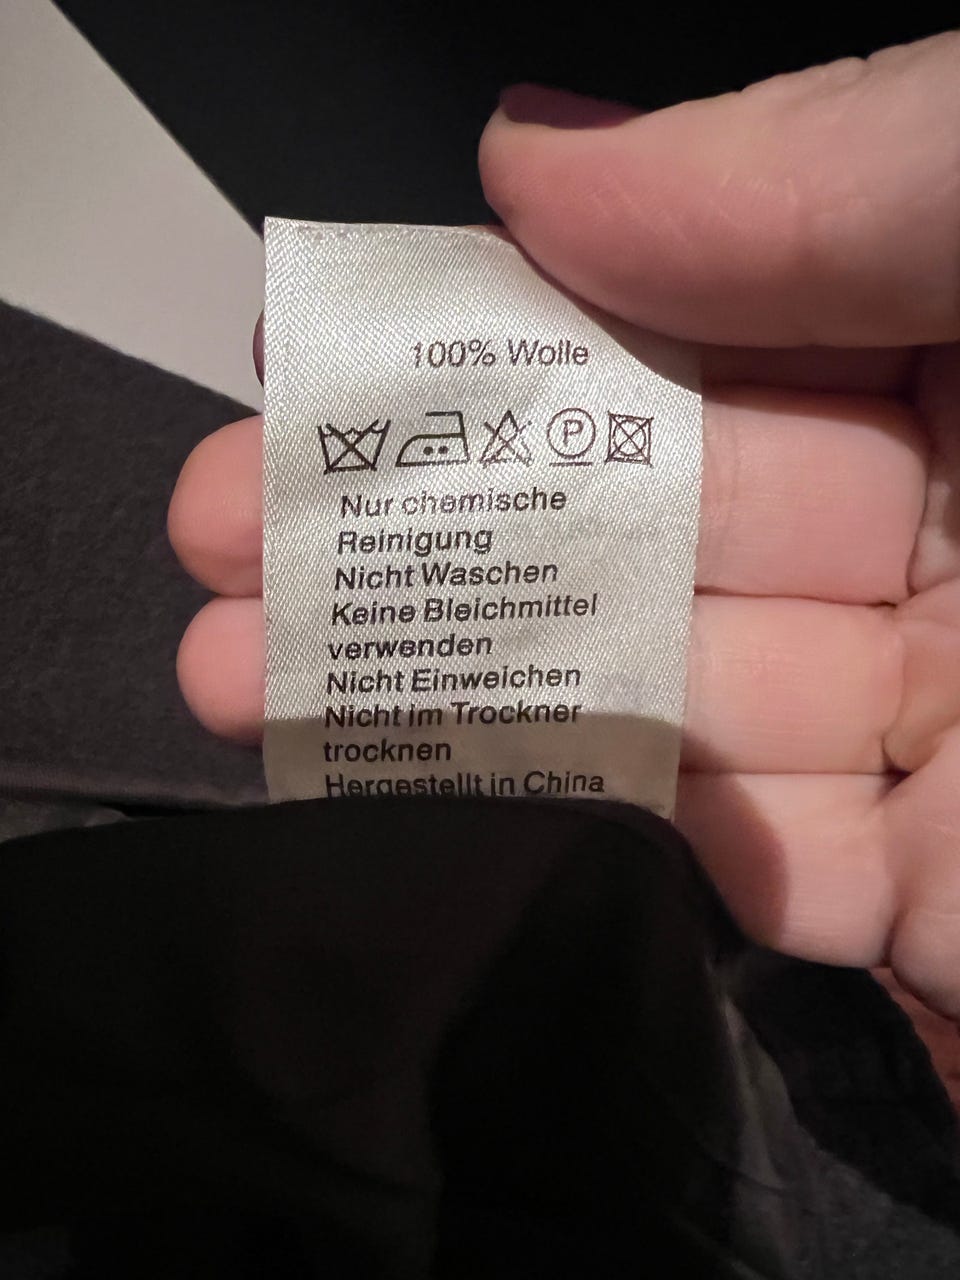 100% Wolle
P
Nur chemische
Reinigung
Nicht Waschen
Keine Bleichmittel
verwenden
Nicht Einweichen
Nicht im Trockner
trocknen
Hergestellt in China